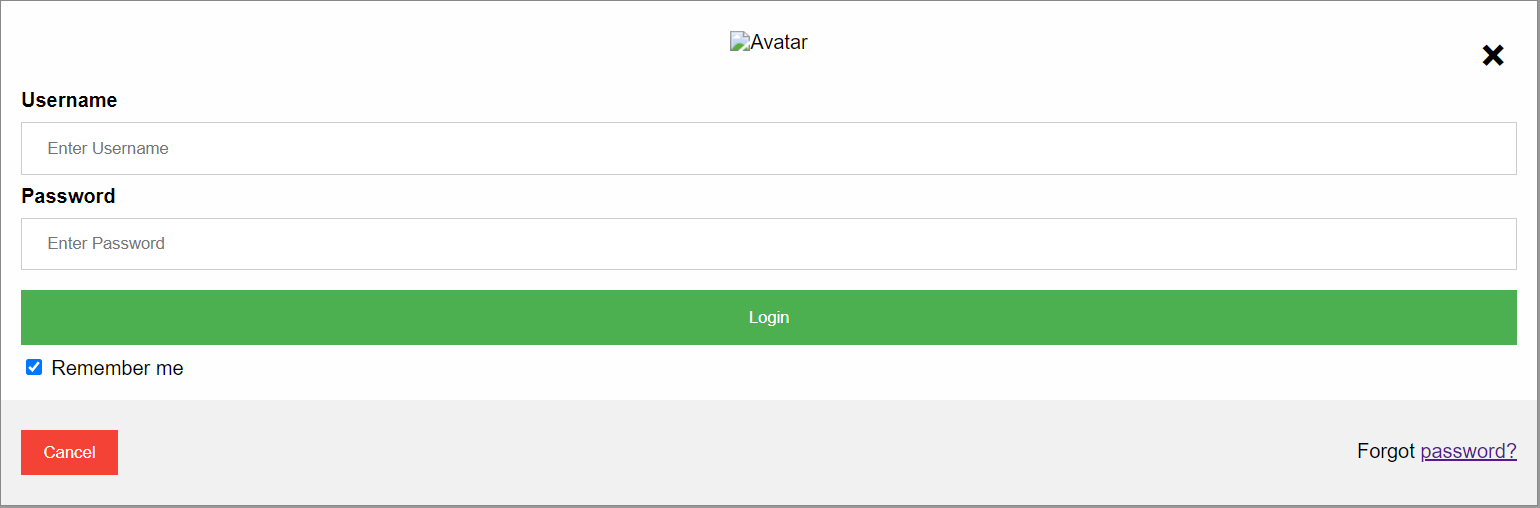 Avatar
×
Username
Enter Username
Password
Enter Password
Login
Remember me
Cancel
Forgot password?